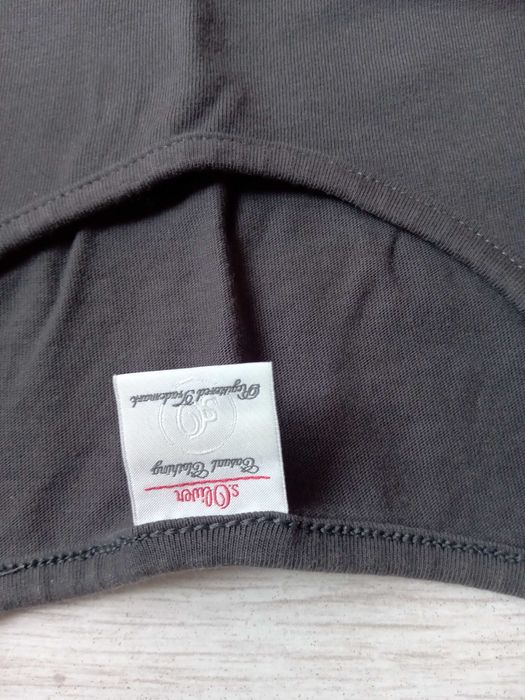 s.Oliver
Casual Clothing
Registered Trademark